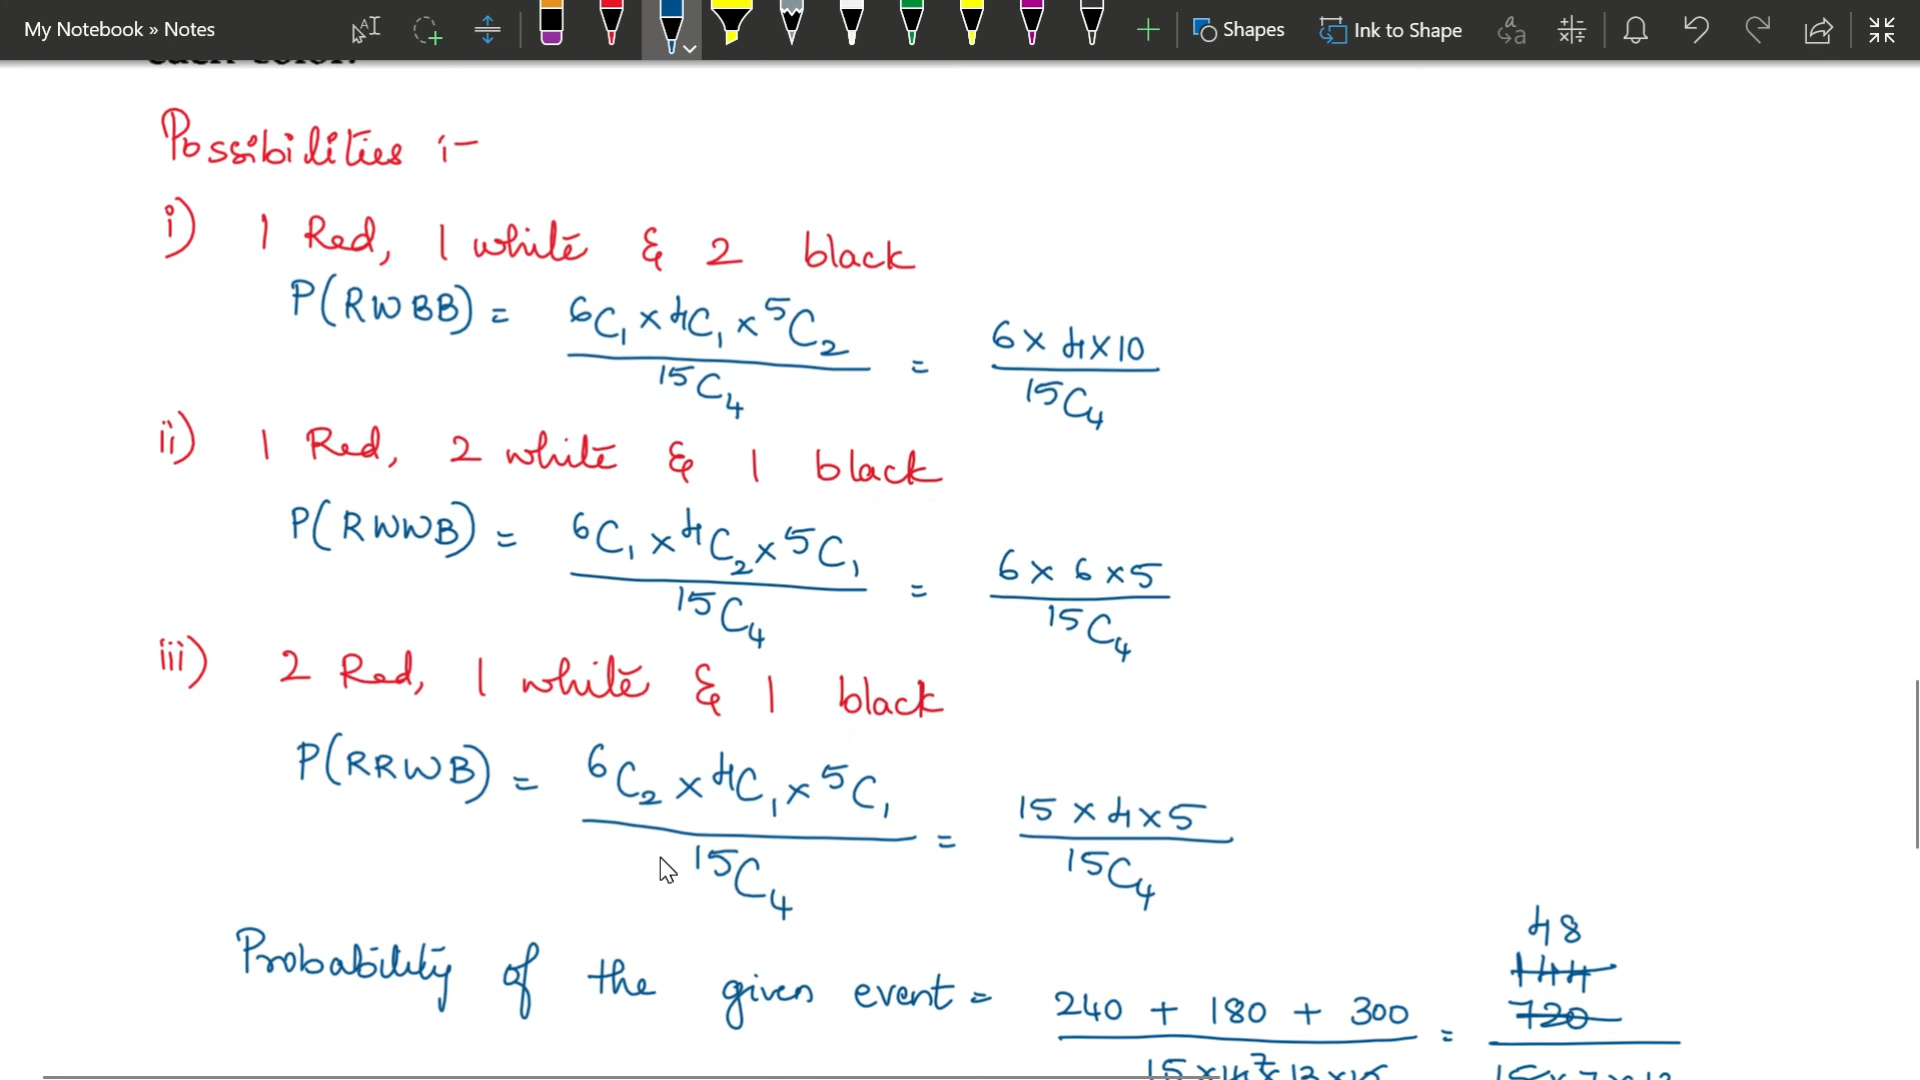 My Notebook » Notes
Shapes
Ink to Shape
each color.
Possibilities :-
i) 1 Red, 1 white & 2 black
P(RWBB) = 6C1 × 4C1 × 5C2 / 15C4 = 6 × 4 × 10 / 15C4
ii) 1 Red, 2 white & 1 black
P(RWWB) = 6C1 × 4C2 × 5C1 / 15C4 = 6 × 6 × 5 / 15C4
iii) 2 Red, 1 white & 1 black
P(RRWB) = 6C2 × 4C1 × 5C1 / 15C4 = 15 × 4 × 5 / 15C4
48
144
Probability of the given event = 240 + 180 + 300 = 720